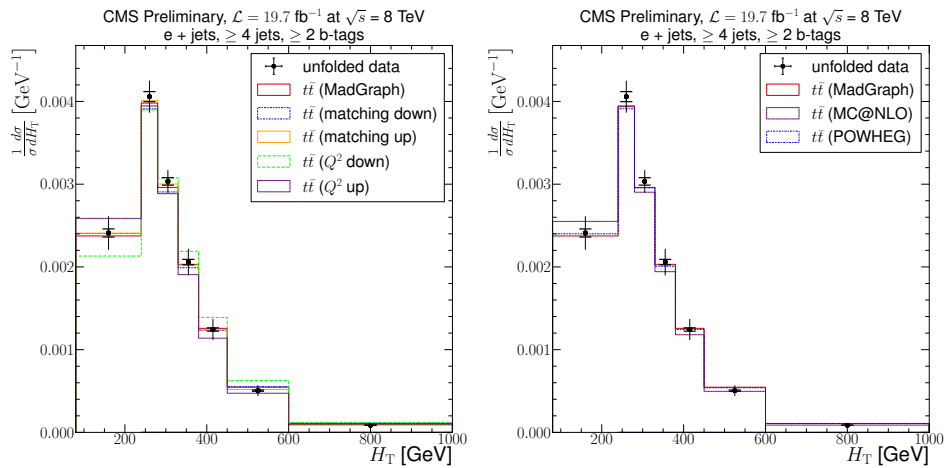 CMS Preliminary, ℒ = 19.7 fb⁻¹ at √s = 8 TeV
e + jets, ≥ 4 jets, ≥ 2 b-tags
1/σ dσ/dH_T [GeV⁻¹]
0.004
0.003
0.002
0.001
0.000
unfolded data
tt̄ (MadGraph)
tt̄ (matching down)
tt̄ (matching up)
tt̄ (Q² down)
tt̄ (Q² up)
200 400 600 800 1000
H_T [GeV]
CMS Preliminary, ℒ = 19.7 fb⁻¹ at √s = 8 TeV
e + jets, ≥ 4 jets, ≥ 2 b-tags
1/σ dσ/dH_T [GeV⁻¹]
0.004
0.003
0.002
0.001
0.000
unfolded data
tt̄ (MadGraph)
tt̄ (MC@NLO)
tt̄ (POWHEG)
200 400 600 800 1000
H_T [GeV]